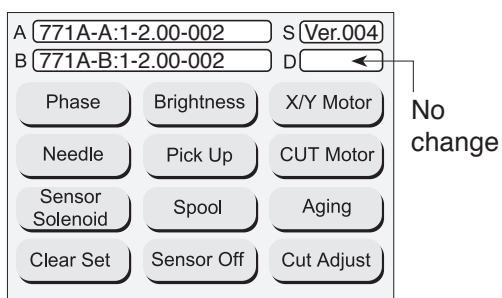 A 771A-A:1-2.00-002 S Ver.004
B 771A-B:1-2.00-002 D
No
change
Phase Brightness X/Y Motor
Needle Pick Up CUT Motor
Sensor
Solenoid Spool Aging
Clear Set Sensor Off Cut Adjust